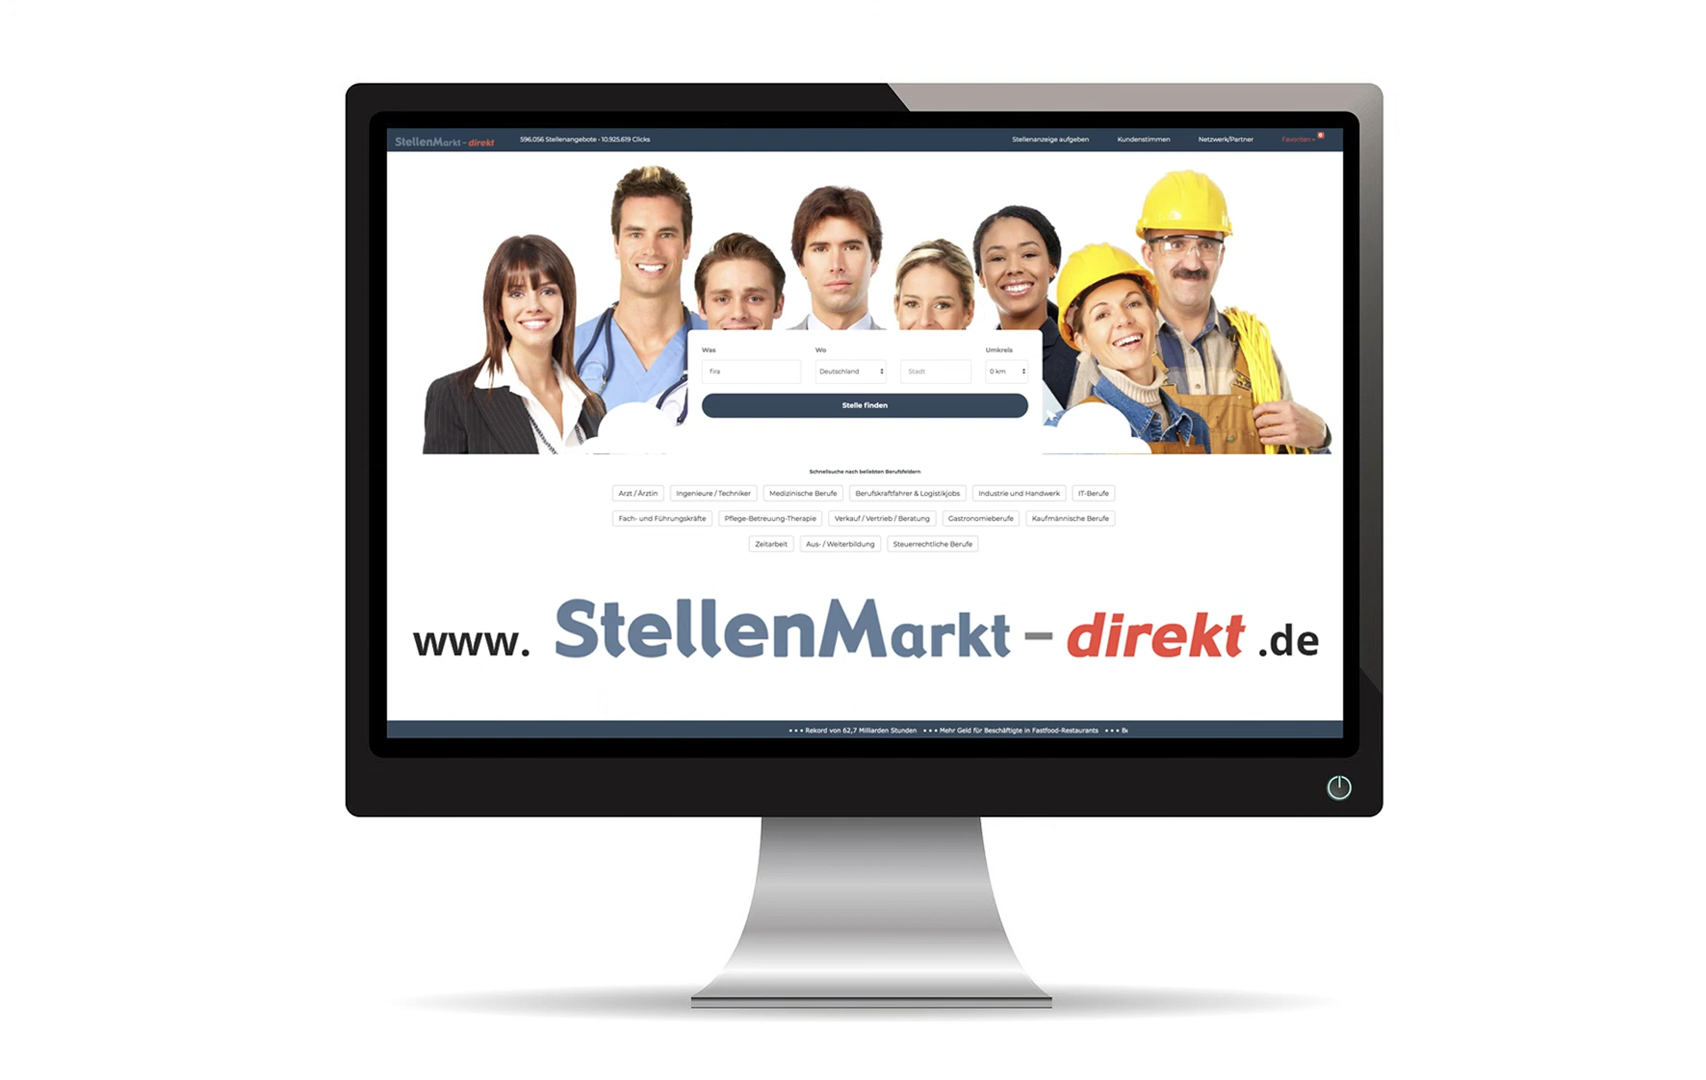 StellenMarkt-direkt 596.056 Stellenangebote • 10.925.619 Clicks Stellenanzeige aufgeben Kundenstimmen Netzwerk/Partner Favoriten
Was Wo Umkreis
fira Deutschland Stadt 0 km
Stelle finden
Schnellsuche nach beliebten Berufsfeldern
Arzt / Ärztin Ingenieure / Techniker Medizinische Berufe Berufskraftfahrer & Logistikjobs Industrie und Handwerk IT-Berufe
Fach- und Führungskräfte Pflege-Betreuung-Therapie Verkauf / Vertrieb / Beratung Gastronomieberufe Kaufmännische Berufe
Zeitarbeit Aus- / Weiterbildung Steuerrechtliche Berufe
www. StellenMarkt-direkt .de
• • • Rekord von 62,7 Milliarden Stunden • • • Mehr Geld für Beschäftigte in Fastfood-Restaurants • • •